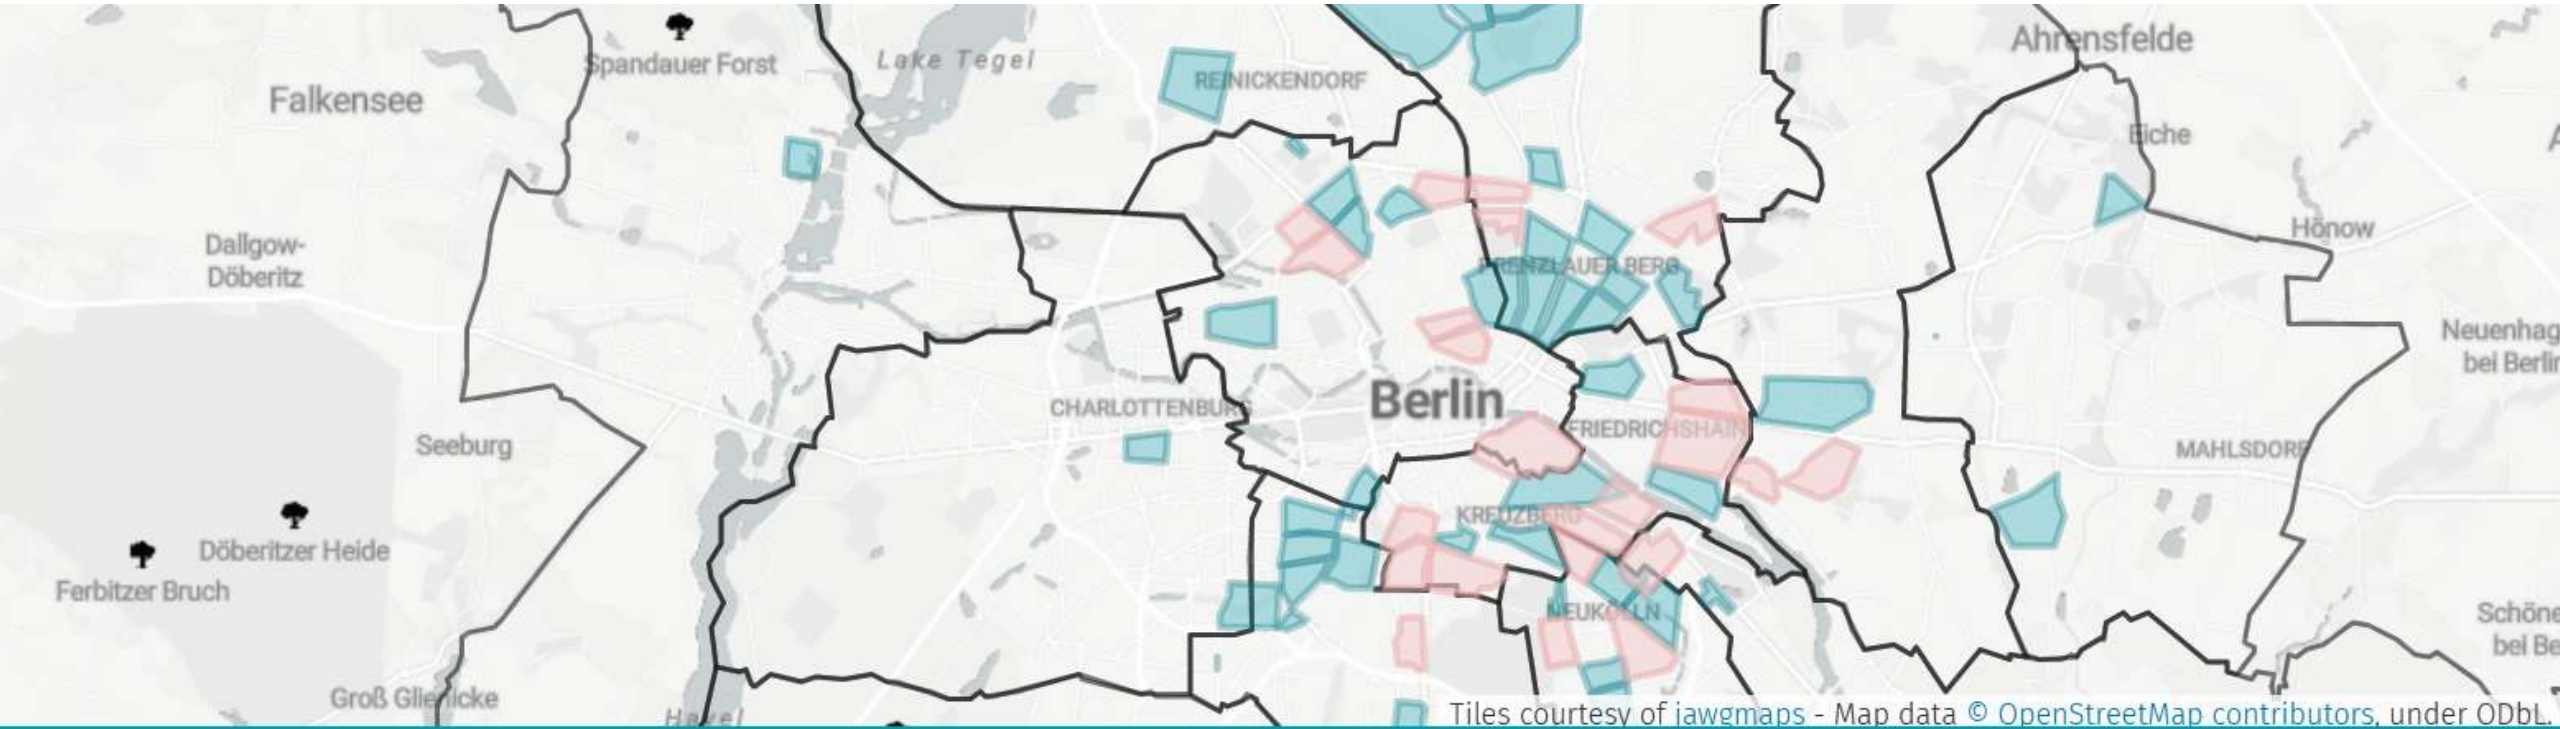 Ahrensfelde
Spandauer Forst
Lake Tegel
REINICKENDORF
Falkensee
Eiche
Hönow
Dallgow-
Döberitz
PRENZLAUER BERG
Neuenhag
bei Berlin
Berlin
CHARLOTTENBURG
FRIEDRICHSHAIN
Seeburg
MAHLSDORF
KREUZBERG
Döberitzer Heide
Ferbitzer Bruch
NEUKÖLLN
Schöne
bei Be
Groß Glienicke
Havel
Tiles courtesy of jawgmaps - Map data © OpenStreetMap contributors, under ODbL.